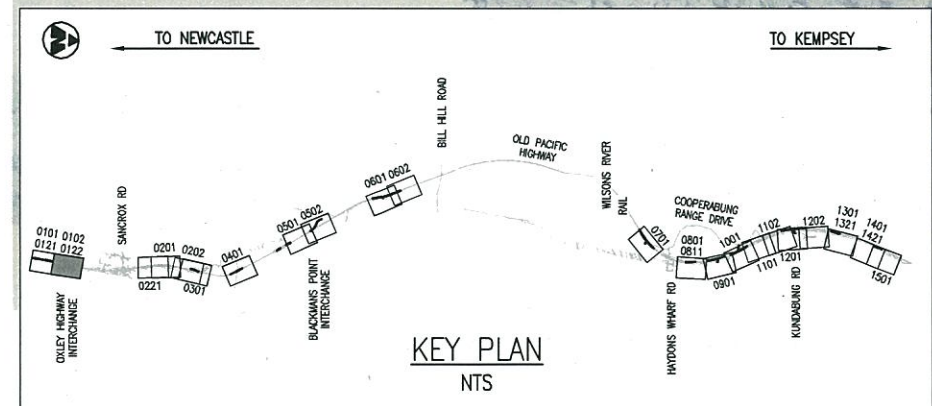 TO NEWCASTLE
TO KEMPSEY
BILL HILL ROAD
OLD PACIFIC
HIGHWAY
WILSONS RIVER
RAIL
COOPERABUNG
RANGE DRIVE
SANCROX RD
0101 0102
0121 0122
OXLEY HIGHWAY
INTERCHANGE
0201
0202
0221
0301
0401
0501 0502
BLACKMANS POINT
INTERCHANGE
0601 0602
0701
HAYDONS WHARF RD
0801
0811
0901
1001
1101
1102
1201
KUNDABUNG RD
1202
1301
1321
1401
1421
1501
KEY PLAN
NTS